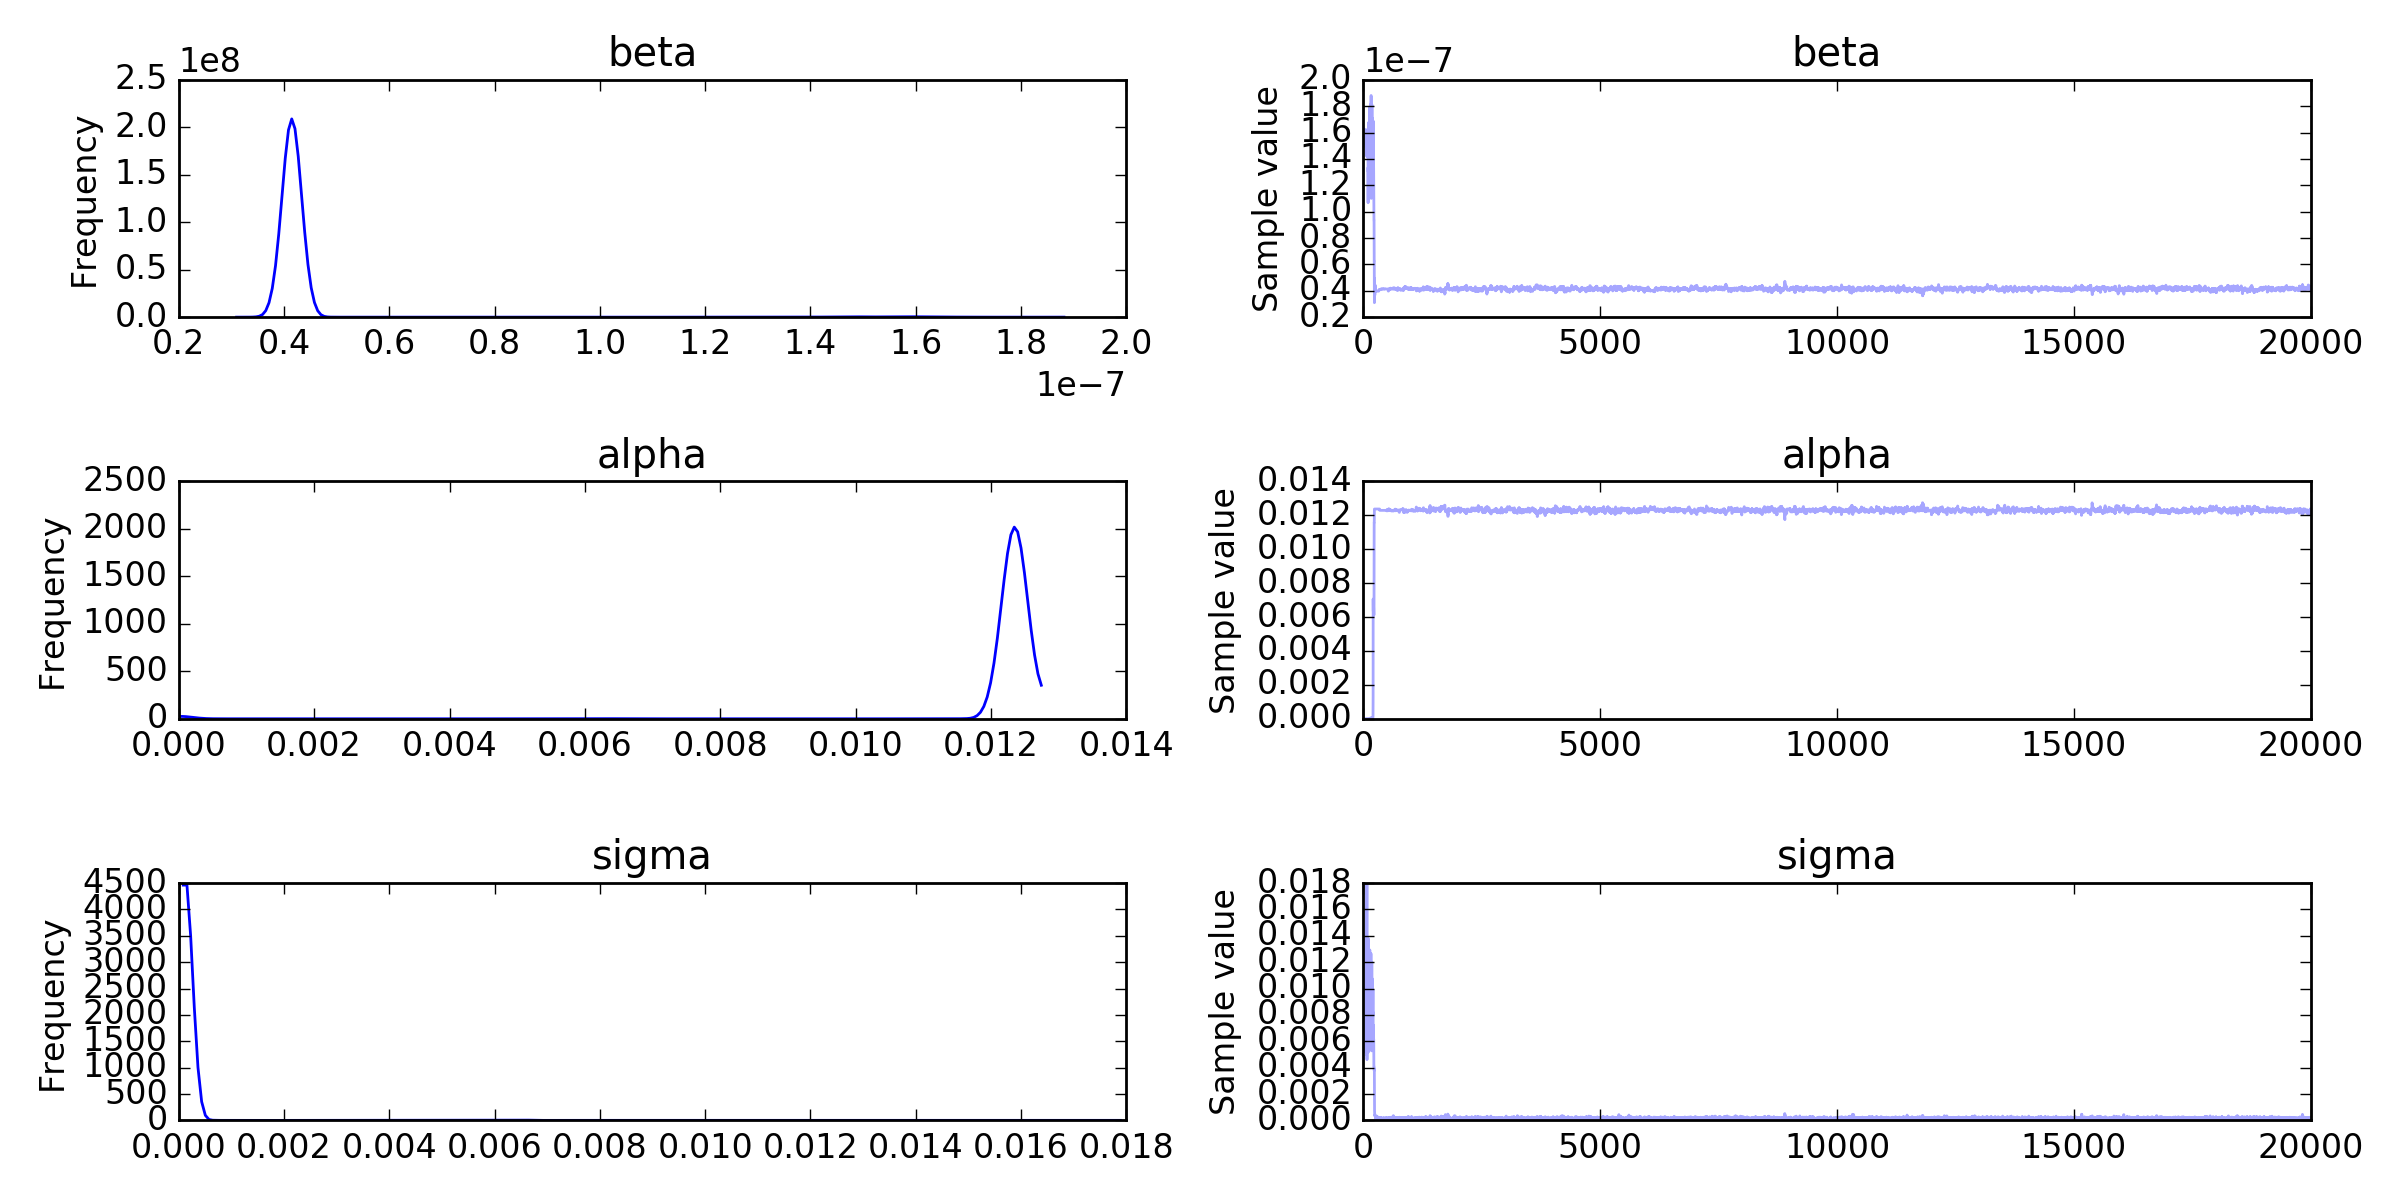 beta
1e8
2.5
2.0
1.5
1.0
0.5
0.0
Frequency
0.2 0.4 0.6 0.8 1.0 1.2 1.4 1.6 1.8 2.0
1e−7
beta
1e−7
2.0
1.8
1.6
1.4
1.2
1.0
0.8
0.6
0.4
0.2
Sample value
0 5000 10000 15000 20000
alpha
2500
2000
1500
1000
500
0
Frequency
0.000 0.002 0.004 0.006 0.008 0.010 0.012 0.014
alpha
0.014
0.012
0.010
0.008
0.006
0.004
0.002
0.000
Sample value
0 5000 10000 15000 20000
sigma
4500
4000
3500
3000
2500
2000
1500
1000
500
0
Frequency
0.000 0.002 0.004 0.006 0.008 0.010 0.012 0.014 0.016 0.018
sigma
0.018
0.016
0.014
0.012
0.010
0.008
0.006
0.004
0.002
0.000
Sample value
0 5000 10000 15000 20000